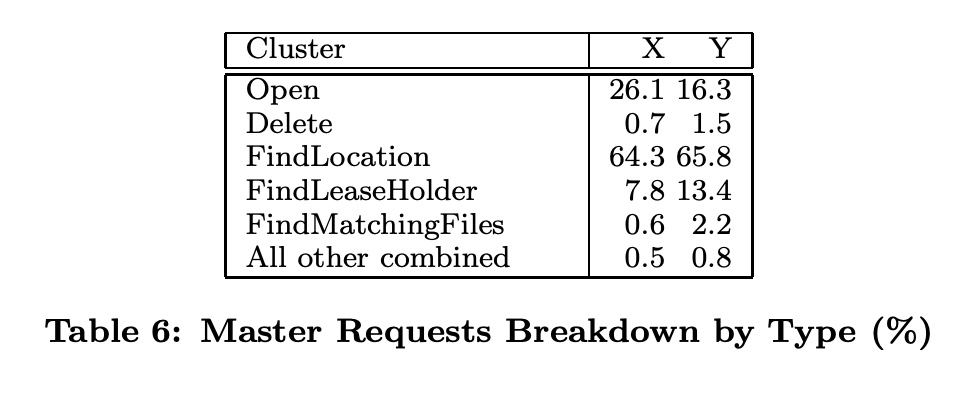 Cluster X Y
Open 26.1 16.3
Delete 0.7 1.5
FindLocation 64.3 65.8
FindLeaseHolder 7.8 13.4
FindMatchingFiles 0.6 2.2
All other combined 0.5 0.8
Table 6: Master Requests Breakdown by Type (%)